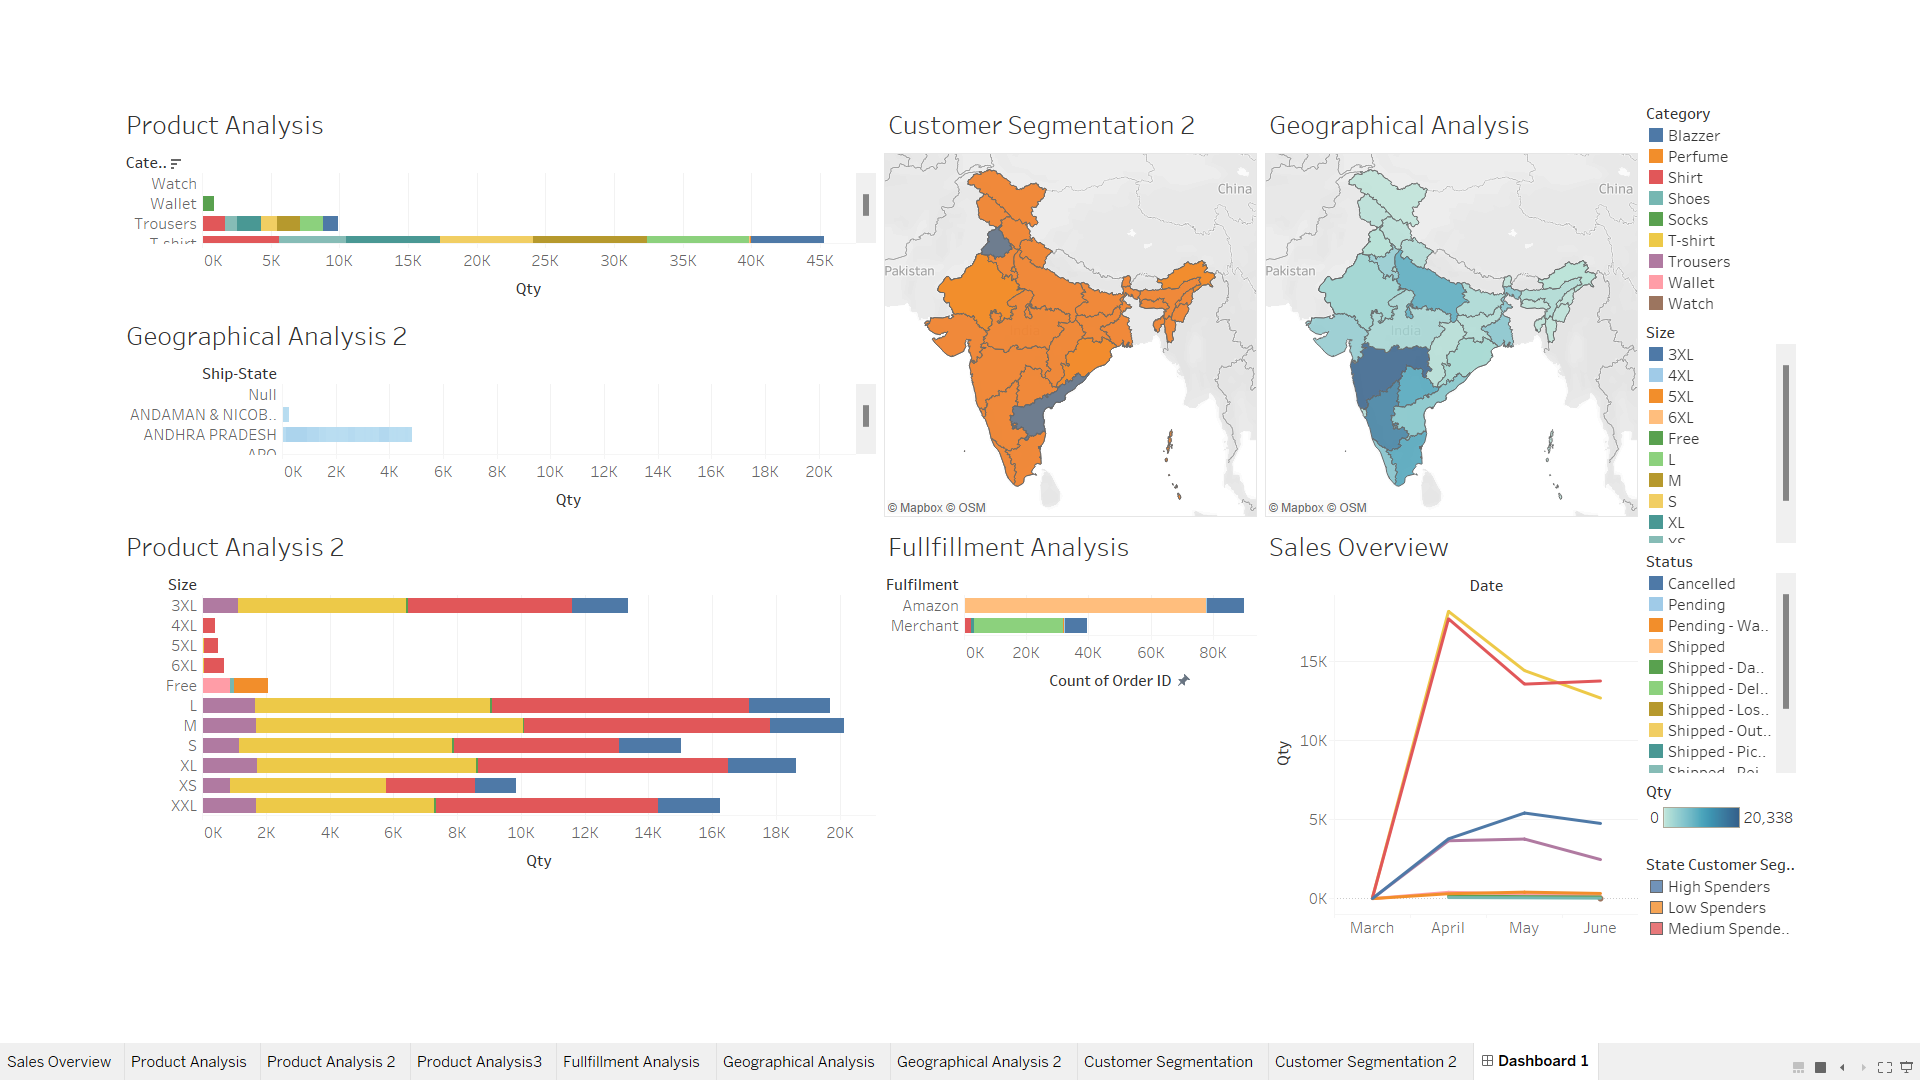 Product Analysis
Cate..
Watch
Wallet
Trousers
T-shirt
0K 5K 10K 15K 20K 25K 30K 35K 40K 45K
Qty
Geographical Analysis 2
Ship-State
Null
ANDAMAN & NICOB..
ANDHRA PRADESH
APO
0K 2K 4K 6K 8K 10K 12K 14K 16K 18K 20K
Qty
Product Analysis 2
Size
3XL
4XL
5XL
6XL
Free
L
M
S
XL
XS
XXL
0K 2K 4K 6K 8K 10K 12K 14K 16K 18K 20K
Qty
Customer Segmentation 2
China
Pakistan
© Mapbox © OSM
Geographical Analysis
China
Pakistan
India
© Mapbox © OSM
Fullfillment Analysis
Fulfilment
Amazon
Merchant
0K 20K 40K 60K 80K
Count of Order ID
Sales Overview
Date
15K
10K
5K
0K
Qty
March April May June
Category
Blazzer
Perfume
Shirt
Shoes
Socks
T-shirt
Trousers
Wallet
Watch
Size
3XL
4XL
5XL
6XL
Free
L
M
S
XL
XS
Status
Cancelled
Pending
Pending - Wa..
Shipped
Shipped - Da..
Shipped - Del..
Shipped - Los..
Shipped - Out..
Shipped - Pic..
Shipped - Rej..
Qty
0 20,338
State Customer Seg..
High Spenders
Low Spenders
Medium Spende..
Sales Overview Product Analysis Product Analysis 2 Product Analysis3 Fullfillment Analysis Geographical Analysis Geographical Analysis 2 Customer Segmentation Customer Segmentation 2 Dashboard 1